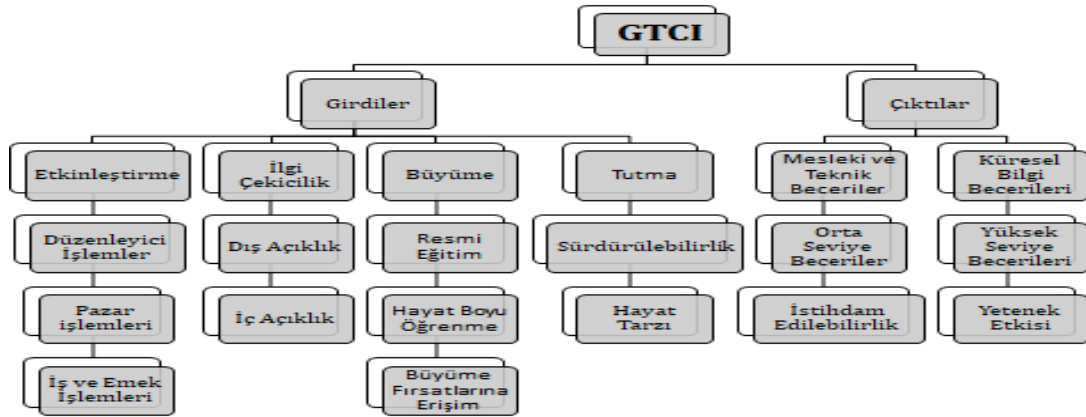 GTCI
Girdiler
Çıktılar
Etkinleştirme
İlgi
Çekicilik
Büyüme
Tutma
Mesleki ve
Teknik
Beceriler
Küresel
Bilgi
Becerileri
Düzenleyici
İşlemler
Dış Açıklık
Resmi
Eğitim
Sürdürülebilirlik
Orta
Seviye
Beceriler
Yüksek
Seviye
Becerileri
Pazar
işlemleri
İç Açıklık
Hayat Boyu
Öğrenme
Hayat
Tarzı
İstihdam
Edilebilirlik
Yetenek
Etkisi
İş ve Emek
İşlemleri
Büyüme
Fırsatlarına
Erişim